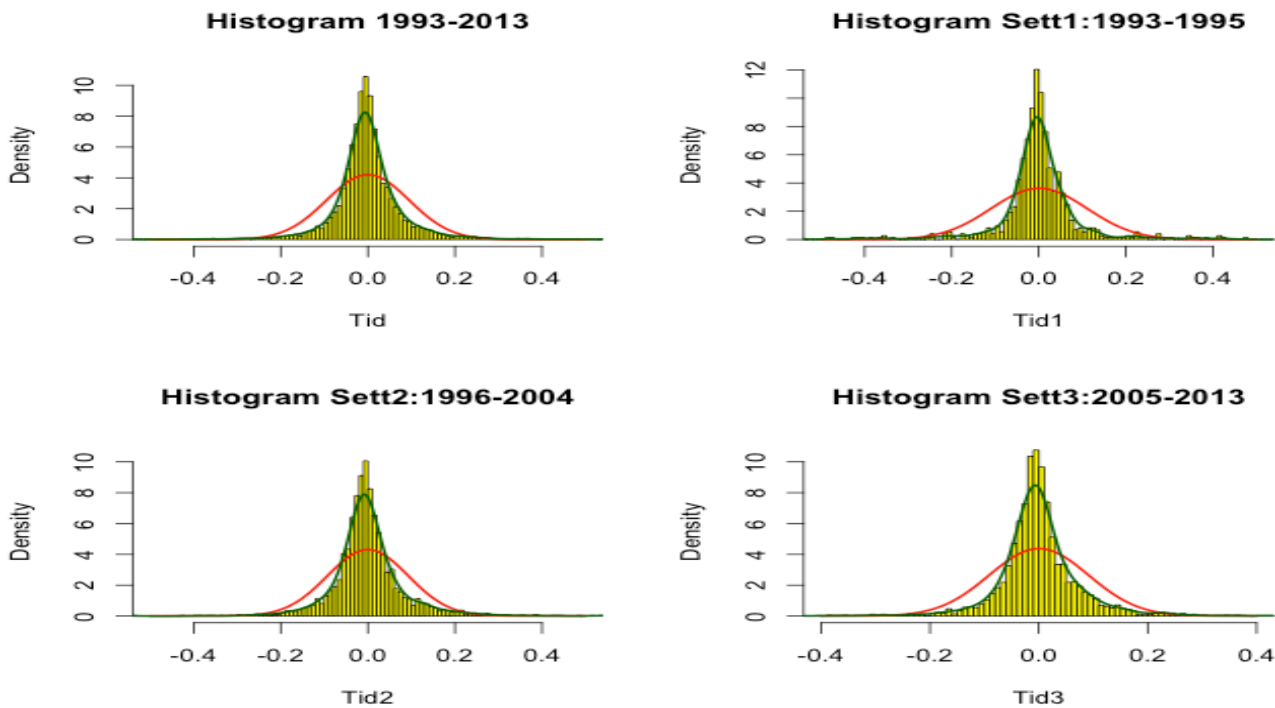 Histogram 1993-2013
Density
0 2 4 6 8 10
-0.4 -0.2 0.0 0.2 0.4
Tid
Histogram Sett1:1993-1995
Density
0 2 4 6 8 12
-0.4 -0.2 0.0 0.2 0.4
Tid1
Histogram Sett2:1996-2004
Density
0 2 4 6 8 10
-0.4 -0.2 0.0 0.2 0.4
Tid2
Histogram Sett3:2005-2013
Density
0 2 4 6 8 10
-0.4 -0.2 0.0 0.2 0.4
Tid3